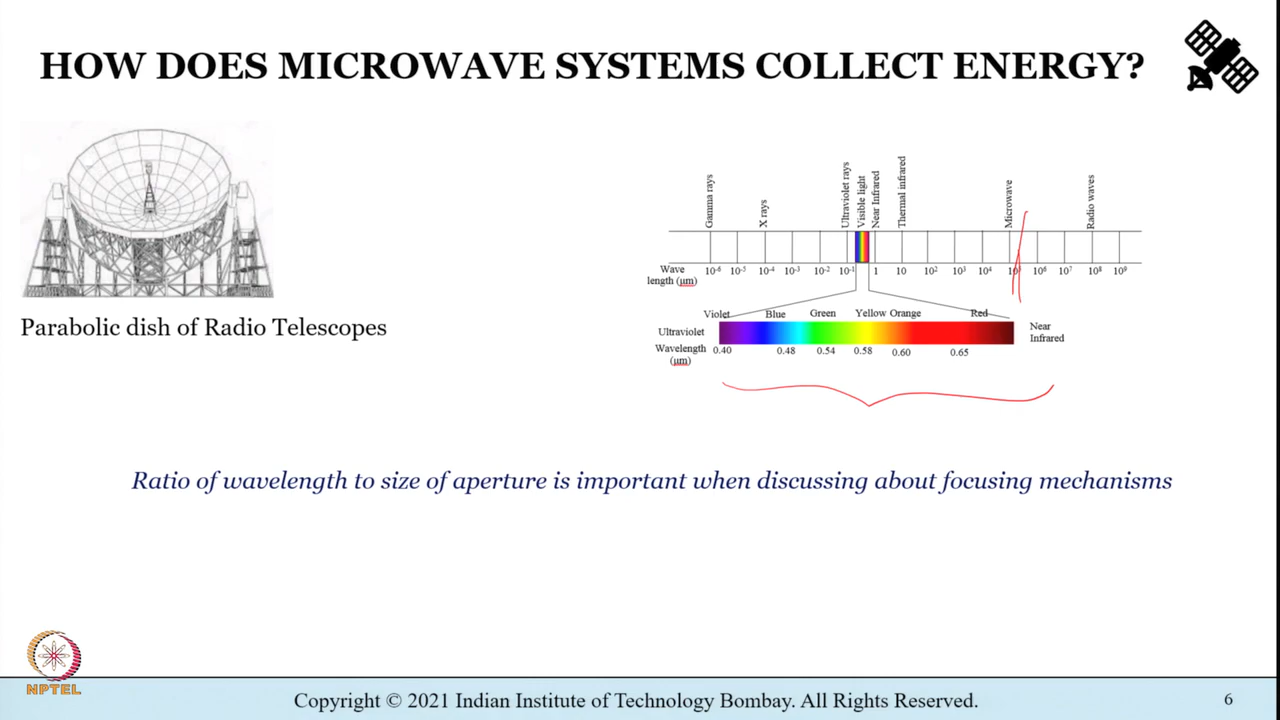 HOW DOES MICROWAVE SYSTEMS COLLECT ENERGY?
Parabolic dish of Radio Telescopes
Gamma rays
X rays
Ultraviolet rays
Visible light
Near Infrared
Thermal infrared
Microwave
Radio waves
Wave
length (μm)
10⁻⁶ 10⁻⁵ 10⁻⁴ 10⁻³ 10⁻² 10⁻¹ 1 10 10² 10³ 10⁴ 10⁵ 10⁶ 10⁷ 10⁸ 10⁹
Violet Blue Green Yellow Orange Red
Ultraviolet
Near
Infrared
Wavelength
(μm)
0.40 0.48 0.54 0.58 0.60 0.65
Ratio of wavelength to size of aperture is important when discussing about focusing mechanisms
NPTEL
Copyright © 2021 Indian Institute of Technology Bombay. All Rights Reserved.
6